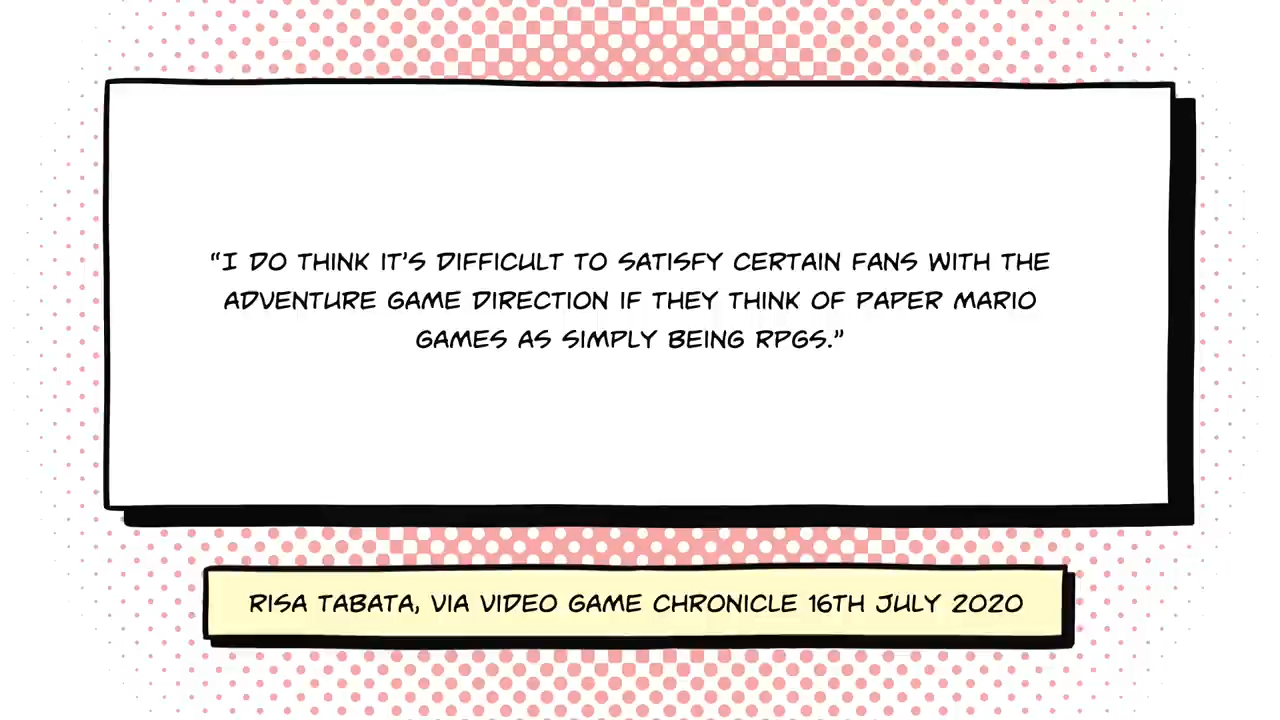 “I DO THINK IT’S DIFFICULT TO SATISFY CERTAIN FANS WITH THE
ADVENTURE GAME DIRECTION IF THEY THINK OF PAPER MARIO
GAMES AS SIMPLY BEING RPGS.”
RISA TABATA, VIA VIDEO GAME CHRONICLE 16TH JULY 2020